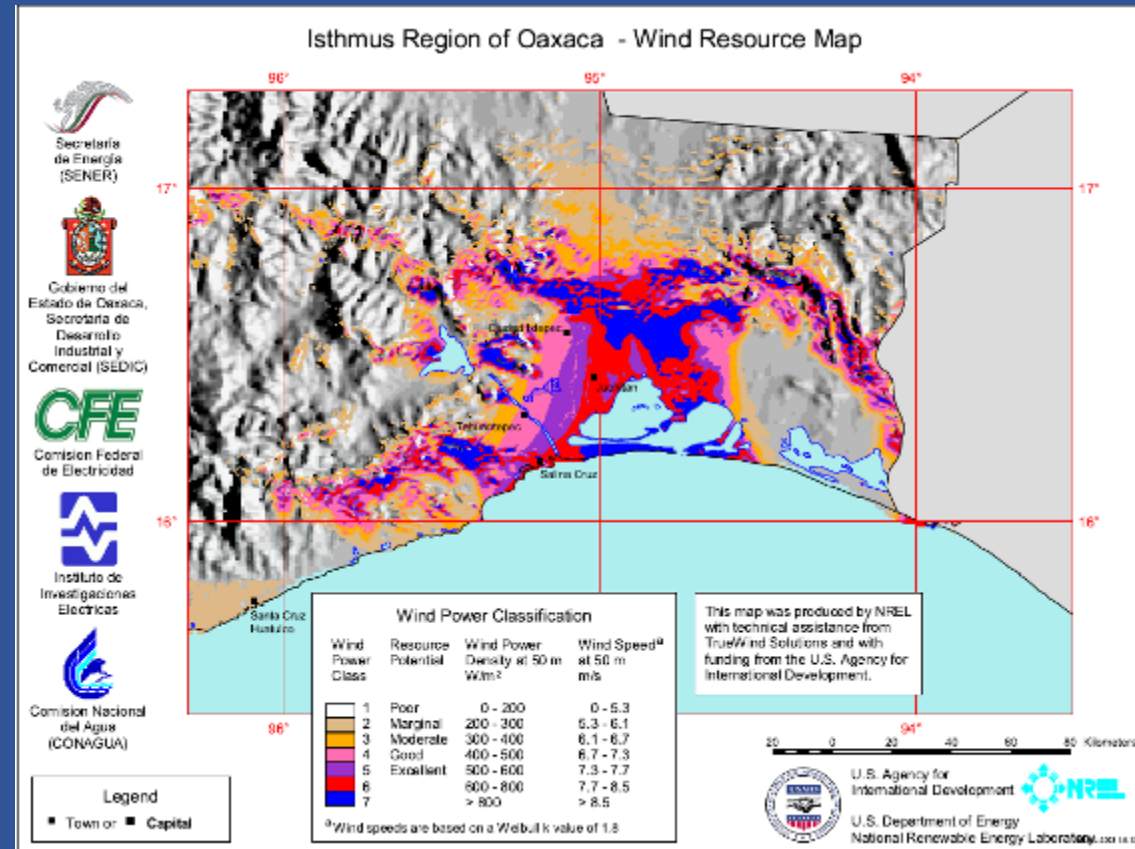 Isthmus Region of Oaxaca - Wind Resource Map
Secretaría
de Energía
(SENER)
Gobierno del
Estado de Oaxaca,
Secretaria de
Desarrollo
Industrial y
Comercial (SEDIC)
CFE
Comision Federal
de Electricidad
Instituto de
Investigaciones
Electricas
Comision Nacional
del Agua
(CONAGUA)
Legend
Town or Capital
96° 95° 94°
17° 17°
Ciudad Ixtepec
Juchitan
Tehuantepec
Salina Cruz
16° 16°
Santa Cruz
Huatulco
96° 94°
Wind Power Classification
Wind Power Class Resource Potential Wind Power Density at 50 m W/m² Wind Speedª at 50 m m/s
1 Poor 0 - 200 0 - 5.3
2 Marginal 200 - 300 5.3 - 6.1
3 Moderate 300 - 400 6.1 - 6.7
4 Good 400 - 500 6.7 - 7.3
5 Excellent 500 - 600 7.3 - 7.7
6 600 - 800 7.7 - 8.5
7 > 800 > 8.5
ª Wind speeds are based on a Weibull k value of 1.8
This map was produced by NREL
with technical assistance from
TrueWind Solutions and with
funding from the U.S. Agency for
International Development.
20 0 20 40 60 80 Kilometers
USAID
U.S. Agency for
International Development
NREL
U.S. Department of Energy
National Renewable Energy Laboratory